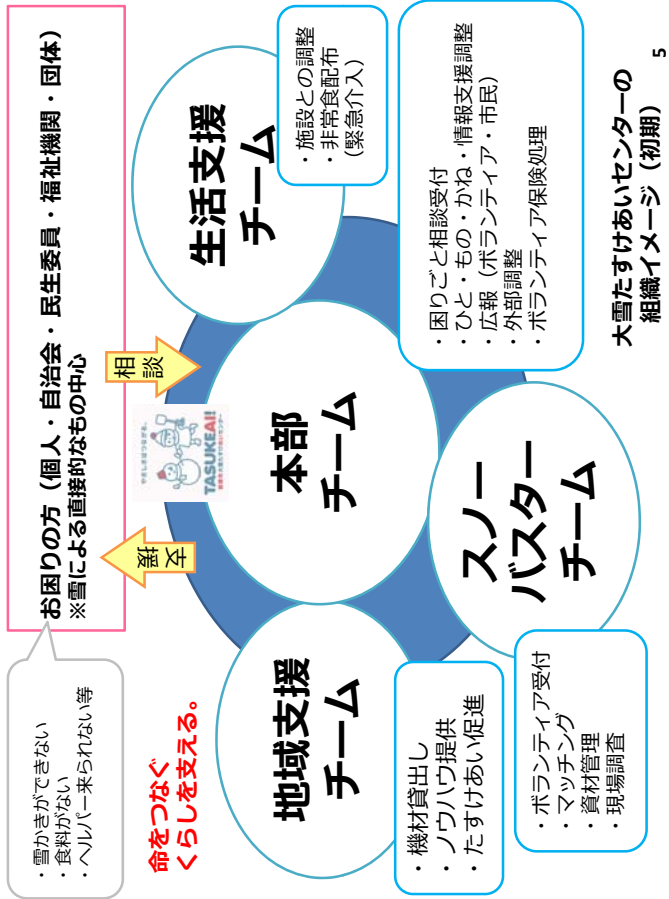 お困りの方（個人・自治会・民生委員・福祉機関・団体）
※雪による直接的なもの中心
・雪かきができない
・食料がない
・ヘルパー来られない等
命をつなぐ
くらしを支える。
支援
相談
やさしさはつながる。
TASUKEAI!
地域支援
チーム
・機材貸出し
・ノウハウ提供
・たすけあい促進
本部
チーム
・困りごと相談受付
・ひと・もの・かね・情報支援調整
・広報（ボランティア・市民）
・外部調整
・ボランティア保険処理
生活支援
チーム
・施設との調整
・非常食配布
（緊急介入）
スノー
バスター
チーム
・ボランティア受付
・マッチング
・資材管理
・現場調査
大雪たすけあいセンターの
組織イメージ（初期）
5